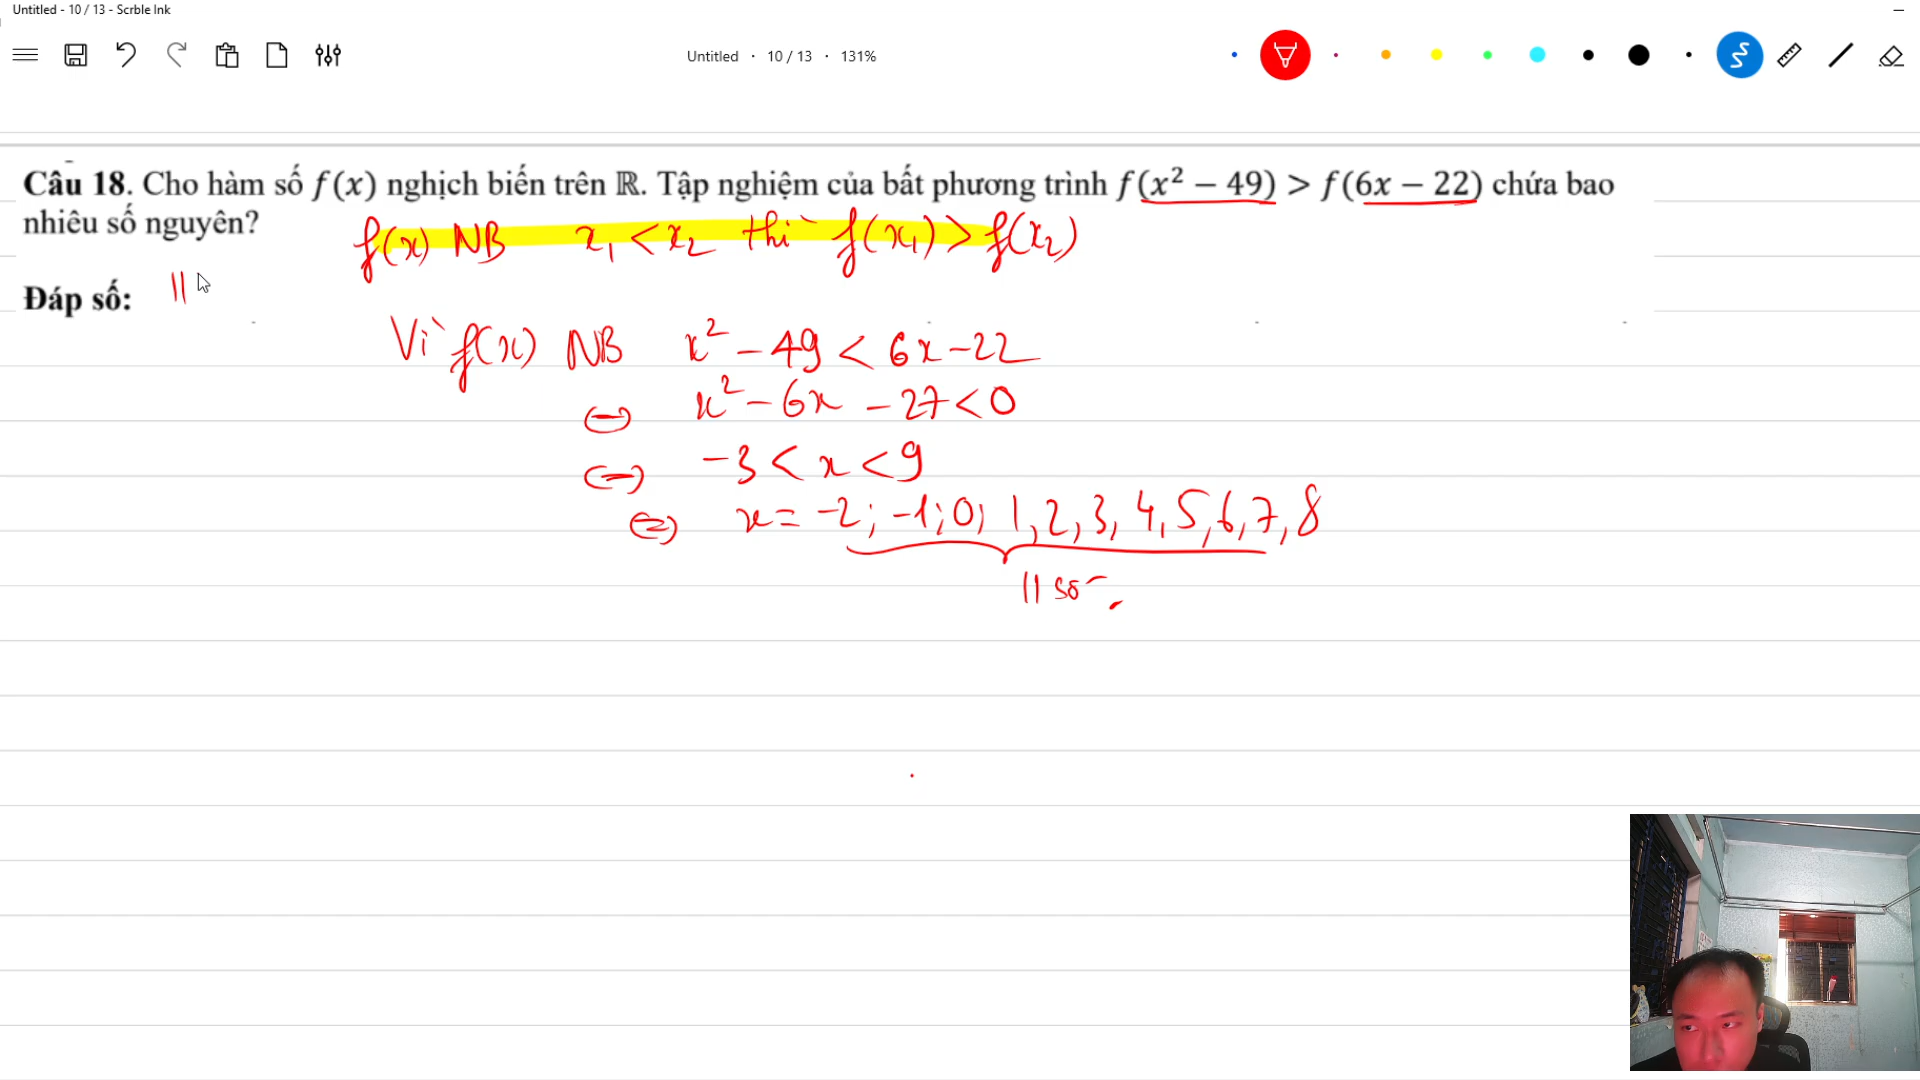 Untitled - 10 / 13 - Scrble Ink
Untitled · 10 / 13 · 131%
Câu 18. Cho hàm số f(x) nghịch biến trên ℝ. Tập nghiệm của bất phương trình f(x² − 49) > f(6x − 22) chứa bao
nhiêu số nguyên?
f(x) NB x₁ < x₂ thì f(x₁) > f(x₂)
Đáp số: 11
Vì f(x) NB x² − 49 < 6x − 22
⇔ x² − 6x − 27 < 0
⇔ −3 < x < 9
⇔ x = −2; −1; 0; 1, 2, 3, 4, 5, 6, 7, 8
11 số.